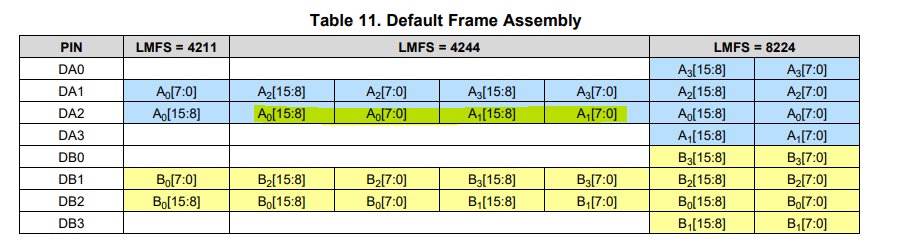 Table 11. Default Frame Assembly
PIN LMFS = 4211 LMFS = 4244 LMFS = 8224
DA0 A3[15:8] A3[7:0]
DA1 A0[7:0] A2[15:8] A2[7:0] A3[15:8] A3[7:0] A2[15:8] A2[7:0]
DA2 A0[15:8] A0[15:8] A0[7:0] A1[15:8] A1[7:0] A0[15:8] A0[7:0]
DA3 A1[15:8] A1[7:0]
DB0 B3[15:8] B3[7:0]
DB1 B0[7:0] B2[15:8] B2[7:0] B3[15:8] B3[7:0] B2[15:8] B2[7:0]
DB2 B0[15:8] B0[15:8] B0[7:0] B1[15:8] B1[7:0] B0[15:8] B0[7:0]
DB3 B1[15:8] B1[7:0]